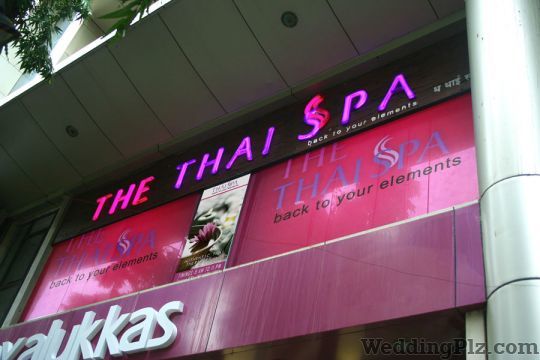 THE THAI SPA
back to your elements
ध थाई स
THE THAI SPA
back to your elements
THE THAI SPA
back to your elements
alukkas
WeddingPlz.com